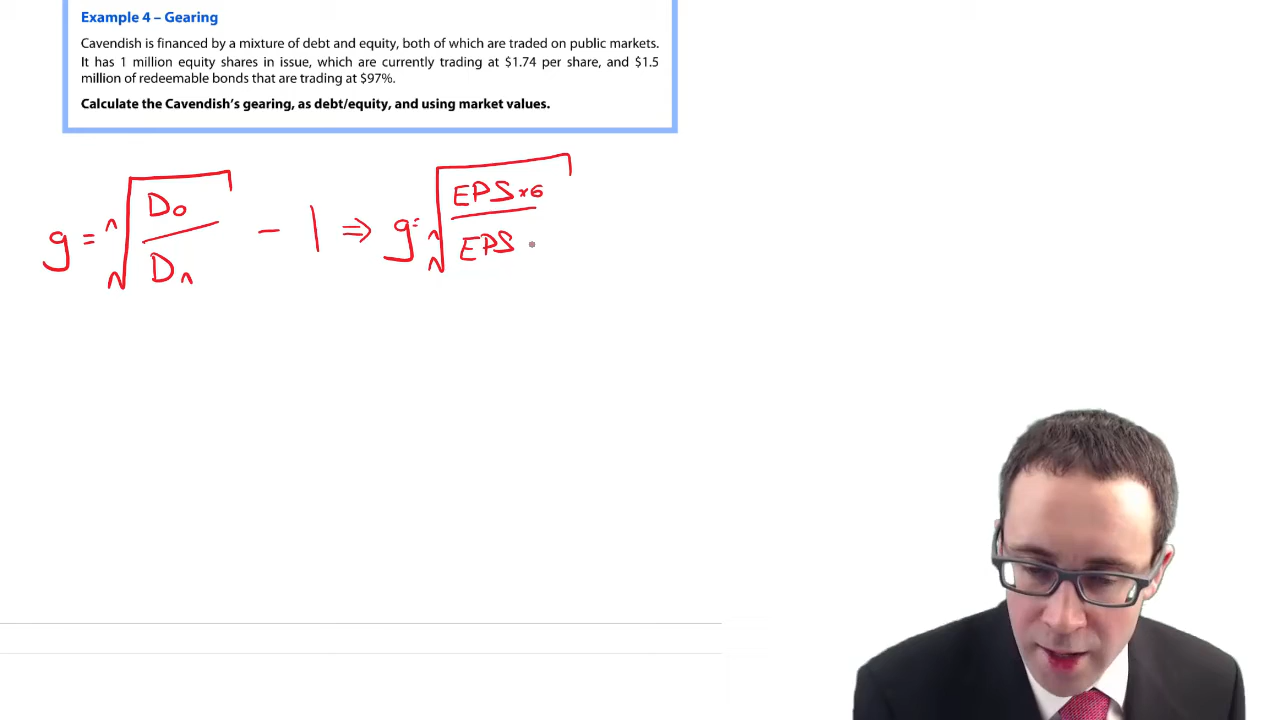 Example 4 – Gearing
Cavendish is financed by a mixture of debt and equity, both of which are traded on public markets.
It has 1 million equity shares in issue, which are currently trading at $1.74 per share, and $1.5
million of redeemable bonds that are trading at $97%.
Calculate the Cavendish's gearing, as debt/equity, and using market values.
g = ⁿ√(D₀/Dₙ) - 1 ⇒ g = ⁿ√(EPS×6/EPS